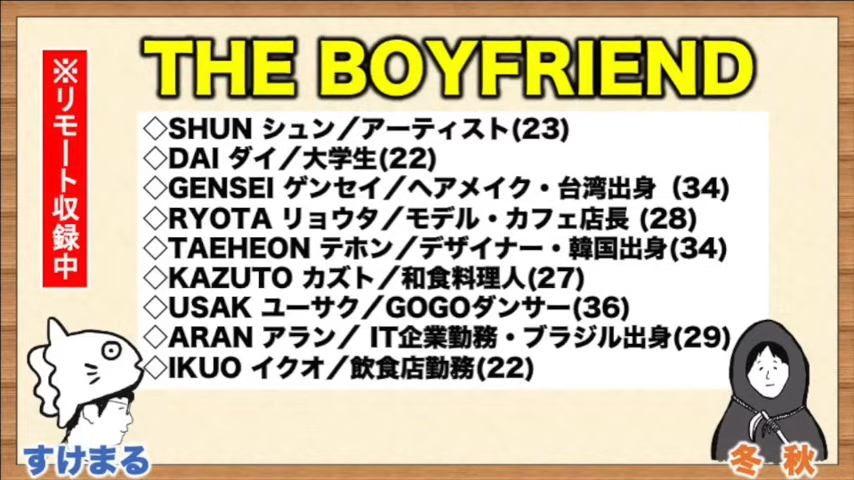 THE BOYFRIEND
※リモート収録中
◇SHUN シュン／アーティスト(23)
◇DAI ダイ／大学生(22)
◇GENSEI ゲンセイ／ヘアメイク・台湾出身（34)
◇RYOTA リョウタ／モデル・カフェ店長 (28)
◇TAEHEON テホン／デザイナー・韓国出身(34)
◇KAZUTO カズト／和食料理人(27)
◇USAK ユーサク／GOGOダンサー(36)
◇ARAN アラン／ IT企業勤務・ブラジル出身(29)
◇IKUO イクオ／飲食店勤務(22)
すけまる
冬 秋